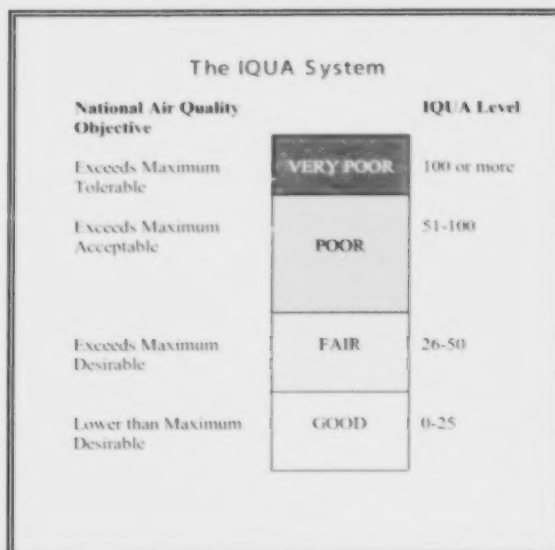 The IQUA System
National Air Quality Objective
IQUA Level
Exceeds Maximum Tolerable
VERY POOR
100 or more
Exceeds Maximum Acceptable
POOR
51-100
Exceeds Maximum Desirable
FAIR
26-50
Lower than Maximum Desirable
GOOD
0-25